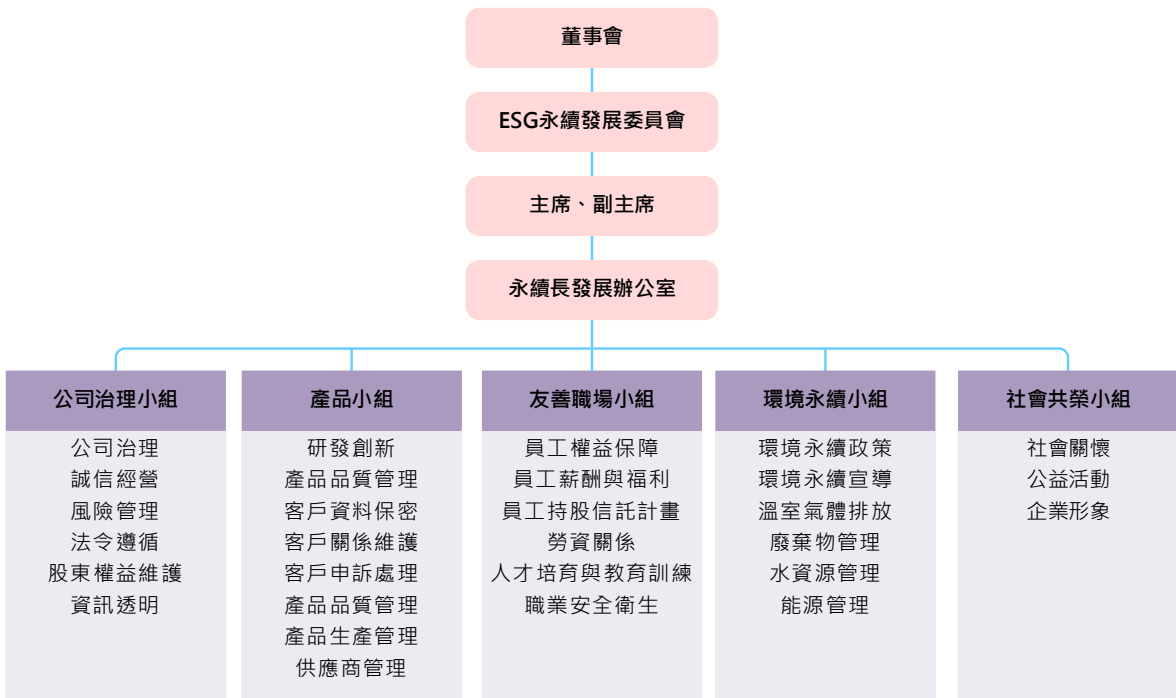 董事會
ESG永續發展委員會
主席、副主席
永續長發展辦公室
公司治理小組
公司治理
誠信經營
風險管理
法令遵循
股東權益維護
資訊透明
產品小組
研發創新
產品品質管理
客戶資料保密
客戶關係維護
客戶申訴處理
產品品質管理
產品生產管理
供應商管理
友善職場小組
員工權益保障
員工薪酬與福利
員工持股信託計畫
勞資關係
人才培育與教育訓練
職業安全衛生
環境永續小組
環境永續政策
環境永續宣導
溫室氣體排放
廢棄物管理
水資源管理
能源管理
社會共榮小組
社會關懷
公益活動
企業形象